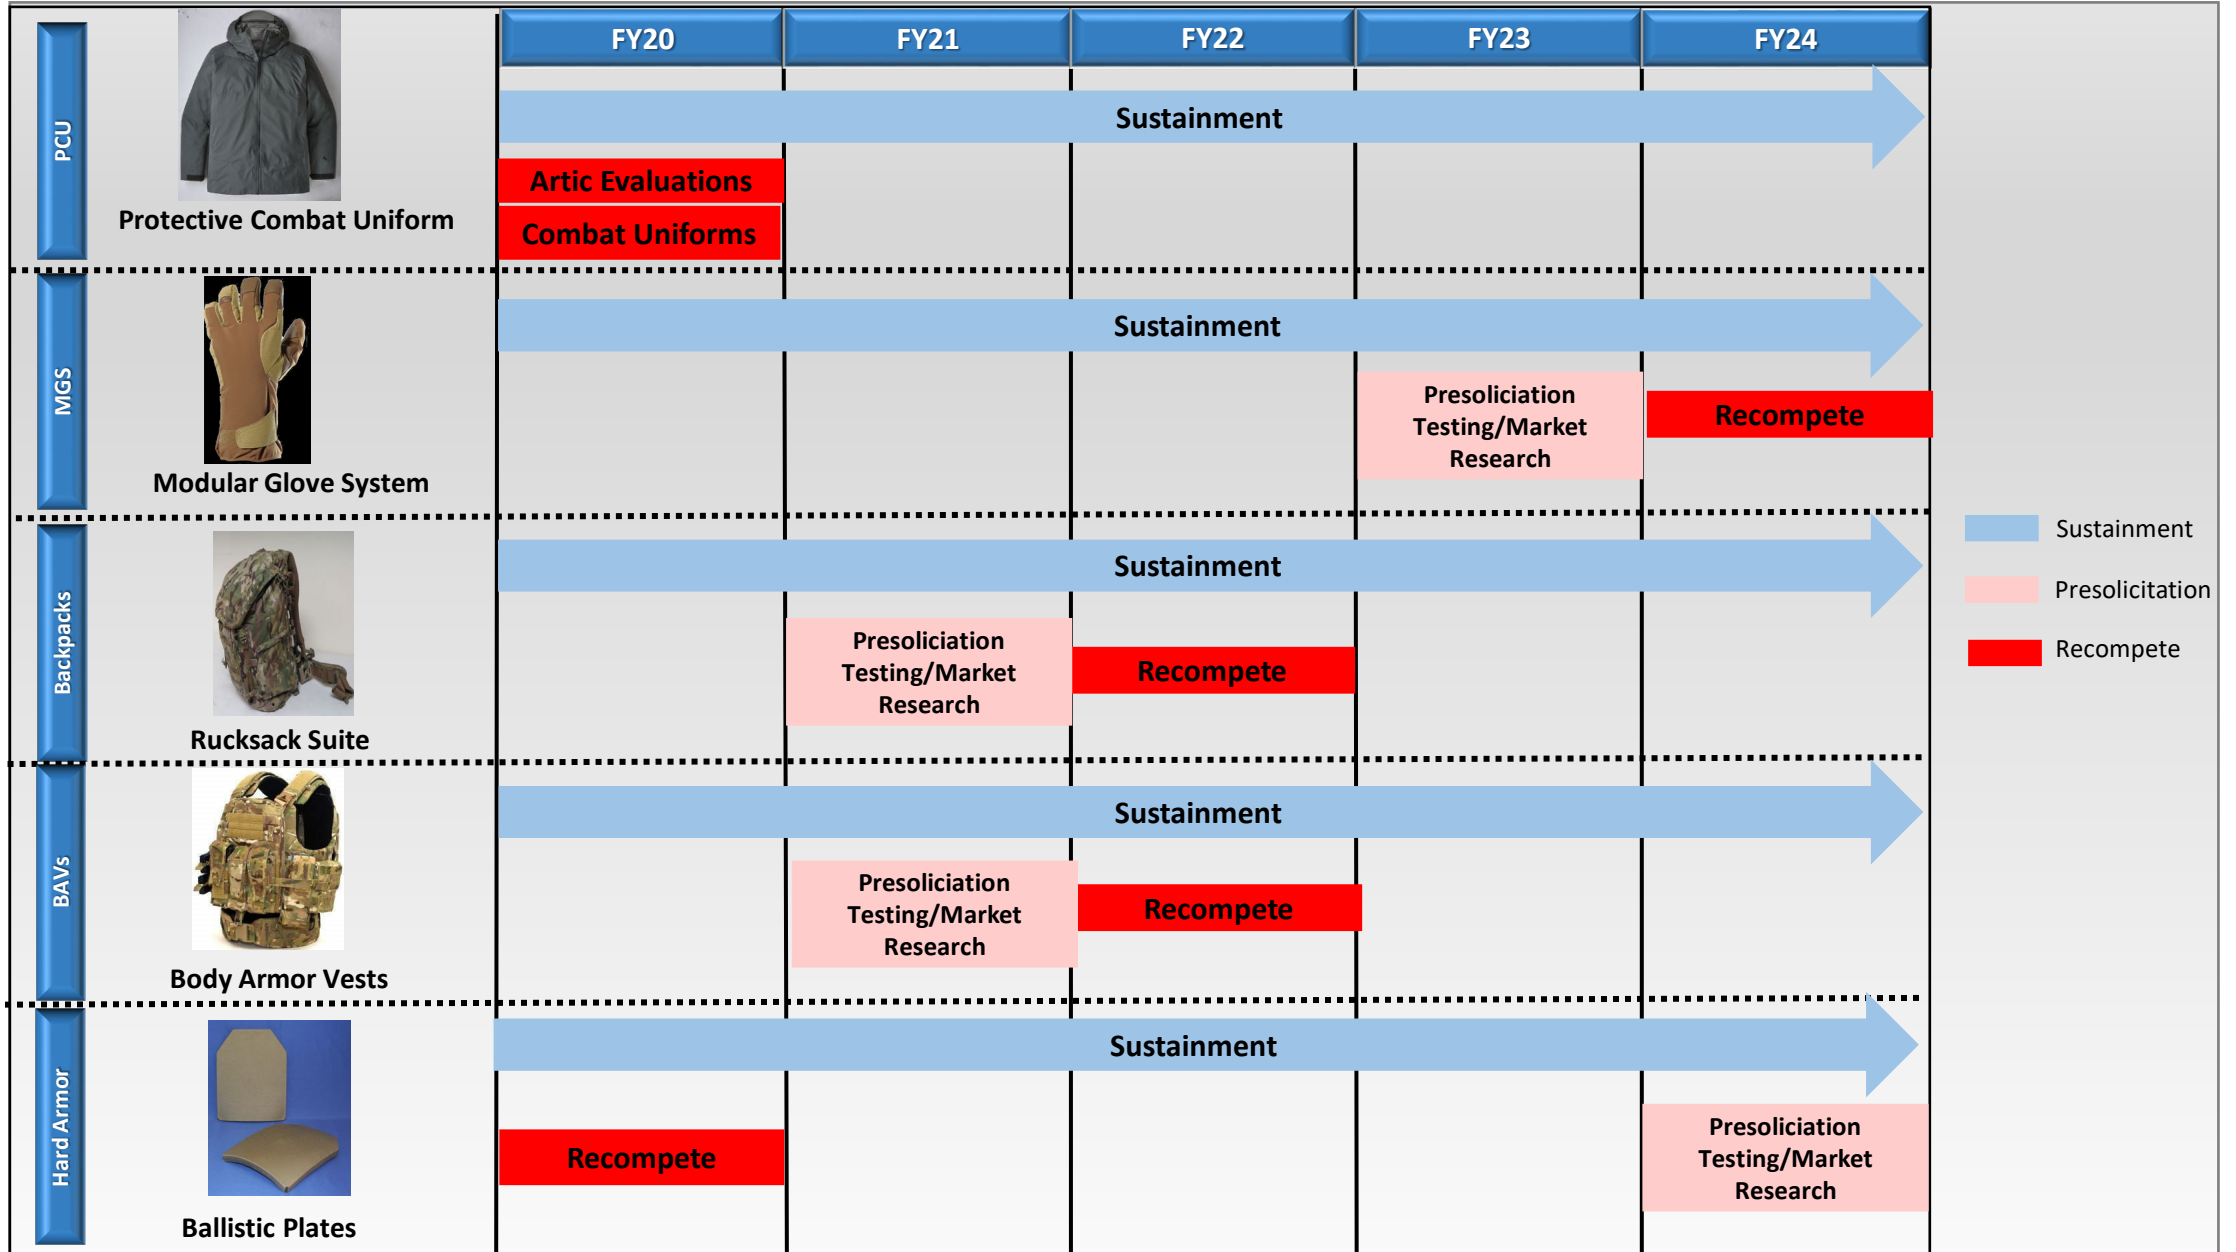 FY20
FY21
FY22
FY23
FY24
PCU
Protective Combat Uniform
Sustainment
Artic Evaluations
Combat Uniforms
MGS
Modular Glove System
Sustainment
Presoliciation
Testing/Market
Research
Recompete
Backpacks
Rucksack Suite
Sustainment
Presoliciation
Testing/Market
Research
Recompete
BAVs
Body Armor Vests
Sustainment
Presoliciation
Testing/Market
Research
Recompete
Hard Armor
Ballistic Plates
Sustainment
Recompete
Presoliciation
Testing/Market
Research
Sustainment
Presolicitation
Recompete